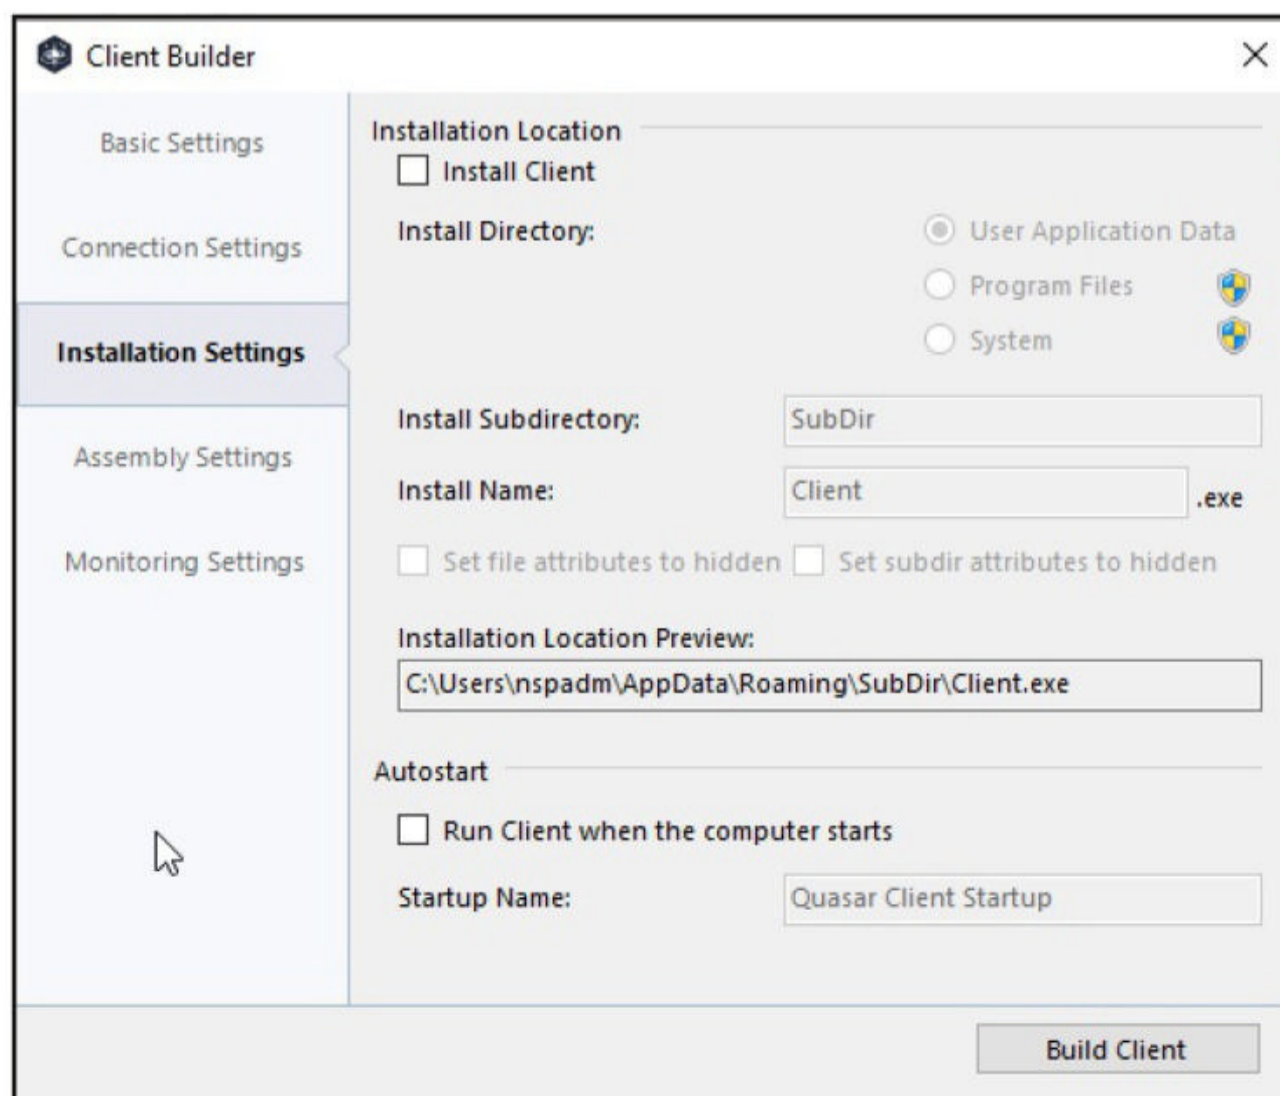 Client Builder
Basic Settings
Connection Settings
Installation Settings
Assembly Settings
Monitoring Settings
Installation Location
Install Client
Install Directory:
User Application Data
Program Files
System
Install Subdirectory: SubDir
Install Name: Client .exe
Set file attributes to hidden Set subdir attributes to hidden
Installation Location Preview:
C:\Users\nspadm\AppData\Roaming\SubDir\Client.exe
Autostart
Run Client when the computer starts
Startup Name: Quasar Client Startup
Build Client